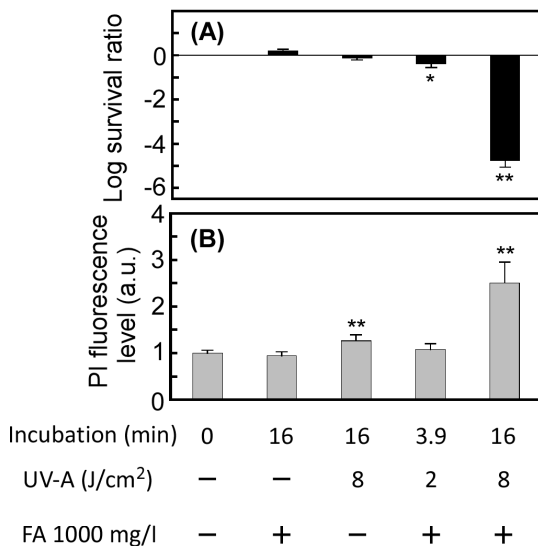 (A)
Log survival ratio
0
-2
-4
-6
*
**
(B)
PI fluorescence
level (a.u.)
4
3
2
1
0
**
**
Incubation (min) 0 16 16 3.9 16
UV-A (J/cm²) − − 8 2 8
FA 1000 mg/l − + − + +